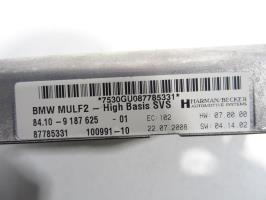 *7530GU087785331*
BMW MULF2 – High Basis SVS
HARMAN/BECKER
AUTOMOTIVE SYSTEMS
84.10- 9 187 625 - 01
EC: 102
HW: 07.00.00
87785331 100991-10
22.07.2008
SW: 04.14.02